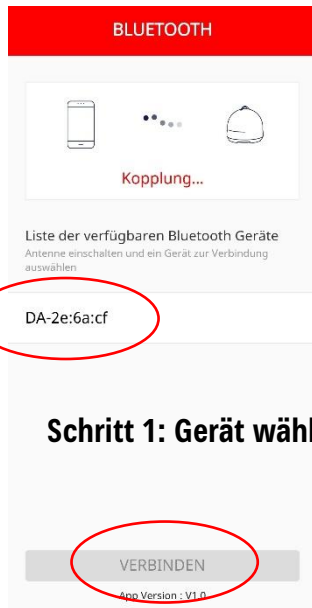 BLUETOOTH
Kopplung...
Liste der verfügbaren Bluetooth Geräte
Antenne einschalten und ein Gerät zur Verbindung
auswählen
DA-2e:6a:cf
Schritt 1: Gerät wähl
VERBINDEN
App Version : V1.0